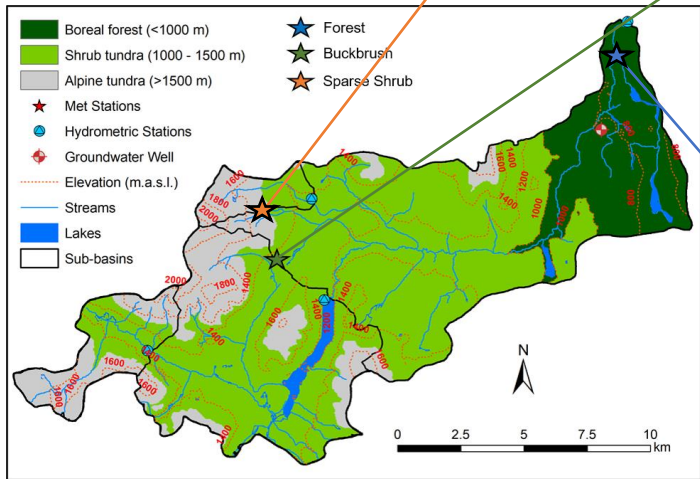 Boreal forest (<1000 m)
Shrub tundra (1000 - 1500 m)
Alpine tundra (>1500 m)
Met Stations
Hydrometric Stations
Groundwater Well
Elevation (m.a.s.l.)
Streams
Lakes
Sub-basins
Forest
Buckbrush
Sparse Shrub
1400
1600
1400
1200
1600
1800
2000
1400
1000
800
800
2000
1800
1400
1600
1400
1200
1400
1400
1600
1600
1600
1600
1400
N
0
2.5
5
7.5
10
km